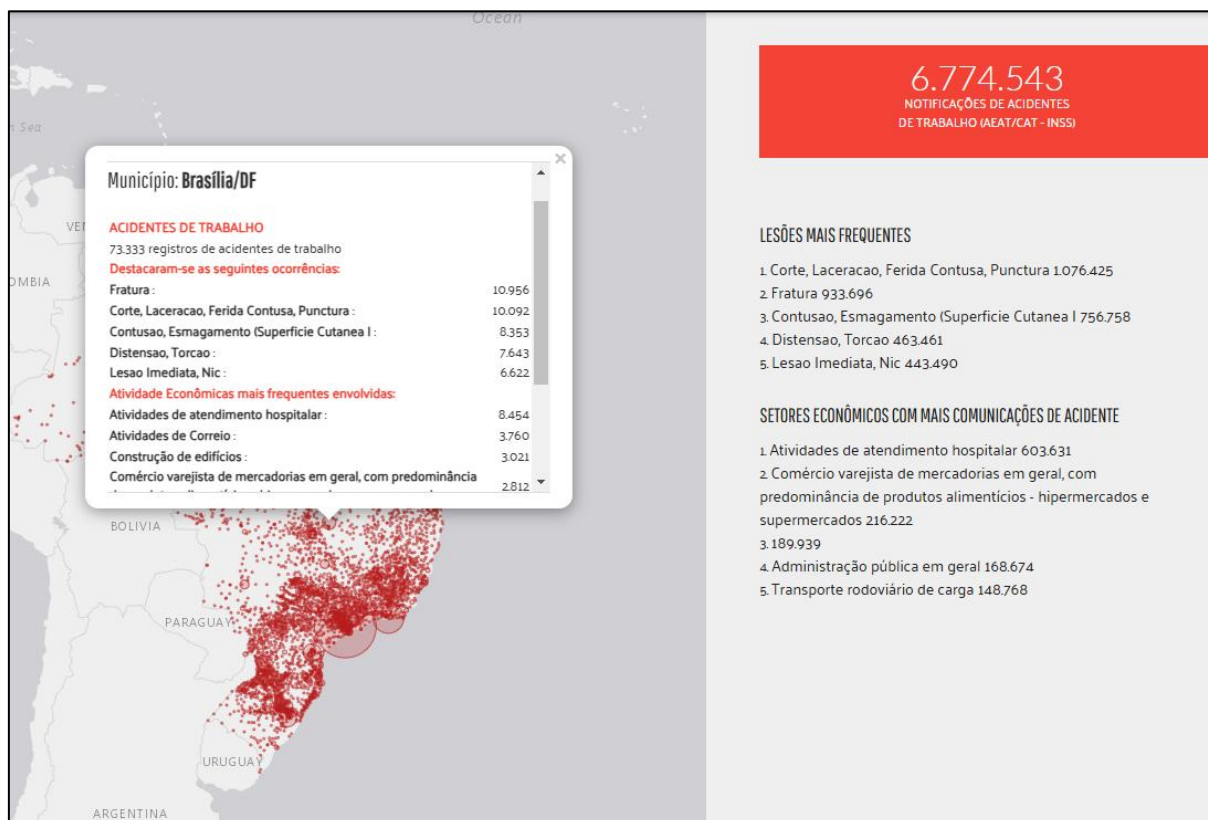 Ocean
n Sea
VE
OMBIA
BOLIVIA
PARAGUAY
URUGUAY
ARGENTINA
×
Município: Brasília/DF
ACIDENTES DE TRABALHO
73.333 registros de acidentes de trabalho
Destacaram-se as seguintes ocorrências:
Fratura : 10.956
Corte, Laceracao, Ferida Contusa, Punctura : 10.092
Contusao, Esmagamento (Superficie Cutanea I : 8.353
Distensao, Torcao : 7.643
Lesao Imediata, Nic : 6.622
Atividade Econômicas mais frequentes envolvidas:
Atividades de atendimento hospitalar : 8.454
Atividades de Correio : 3.760
Construção de edifícios : 3.021
Comércio varejista de mercadorias em geral, com predominância
2.812
6.774.543
NOTIFICAÇÕES DE ACIDENTES
DE TRABALHO (AEAT/CAT - INSS)
LESÕES MAIS FREQUENTES
1. Corte, Laceracao, Ferida Contusa, Punctura 1.076.425
2. Fratura 933.696
3. Contusao, Esmagamento (Superficie Cutanea I 756.758
4. Distensao, Torcao 463.461
5. Lesao Imediata, Nic 443.490
SETORES ECONÔMICOS COM MAIS COMUNICAÇÕES DE ACIDENTE
1. Atividades de atendimento hospitalar 603.631
2. Comércio varejista de mercadorias em geral, com
predominância de produtos alimentícios - hipermercados e
supermercados 216.222
3. 189.939
4. Administração pública em geral 168.674
5. Transporte rodoviário de carga 148.768